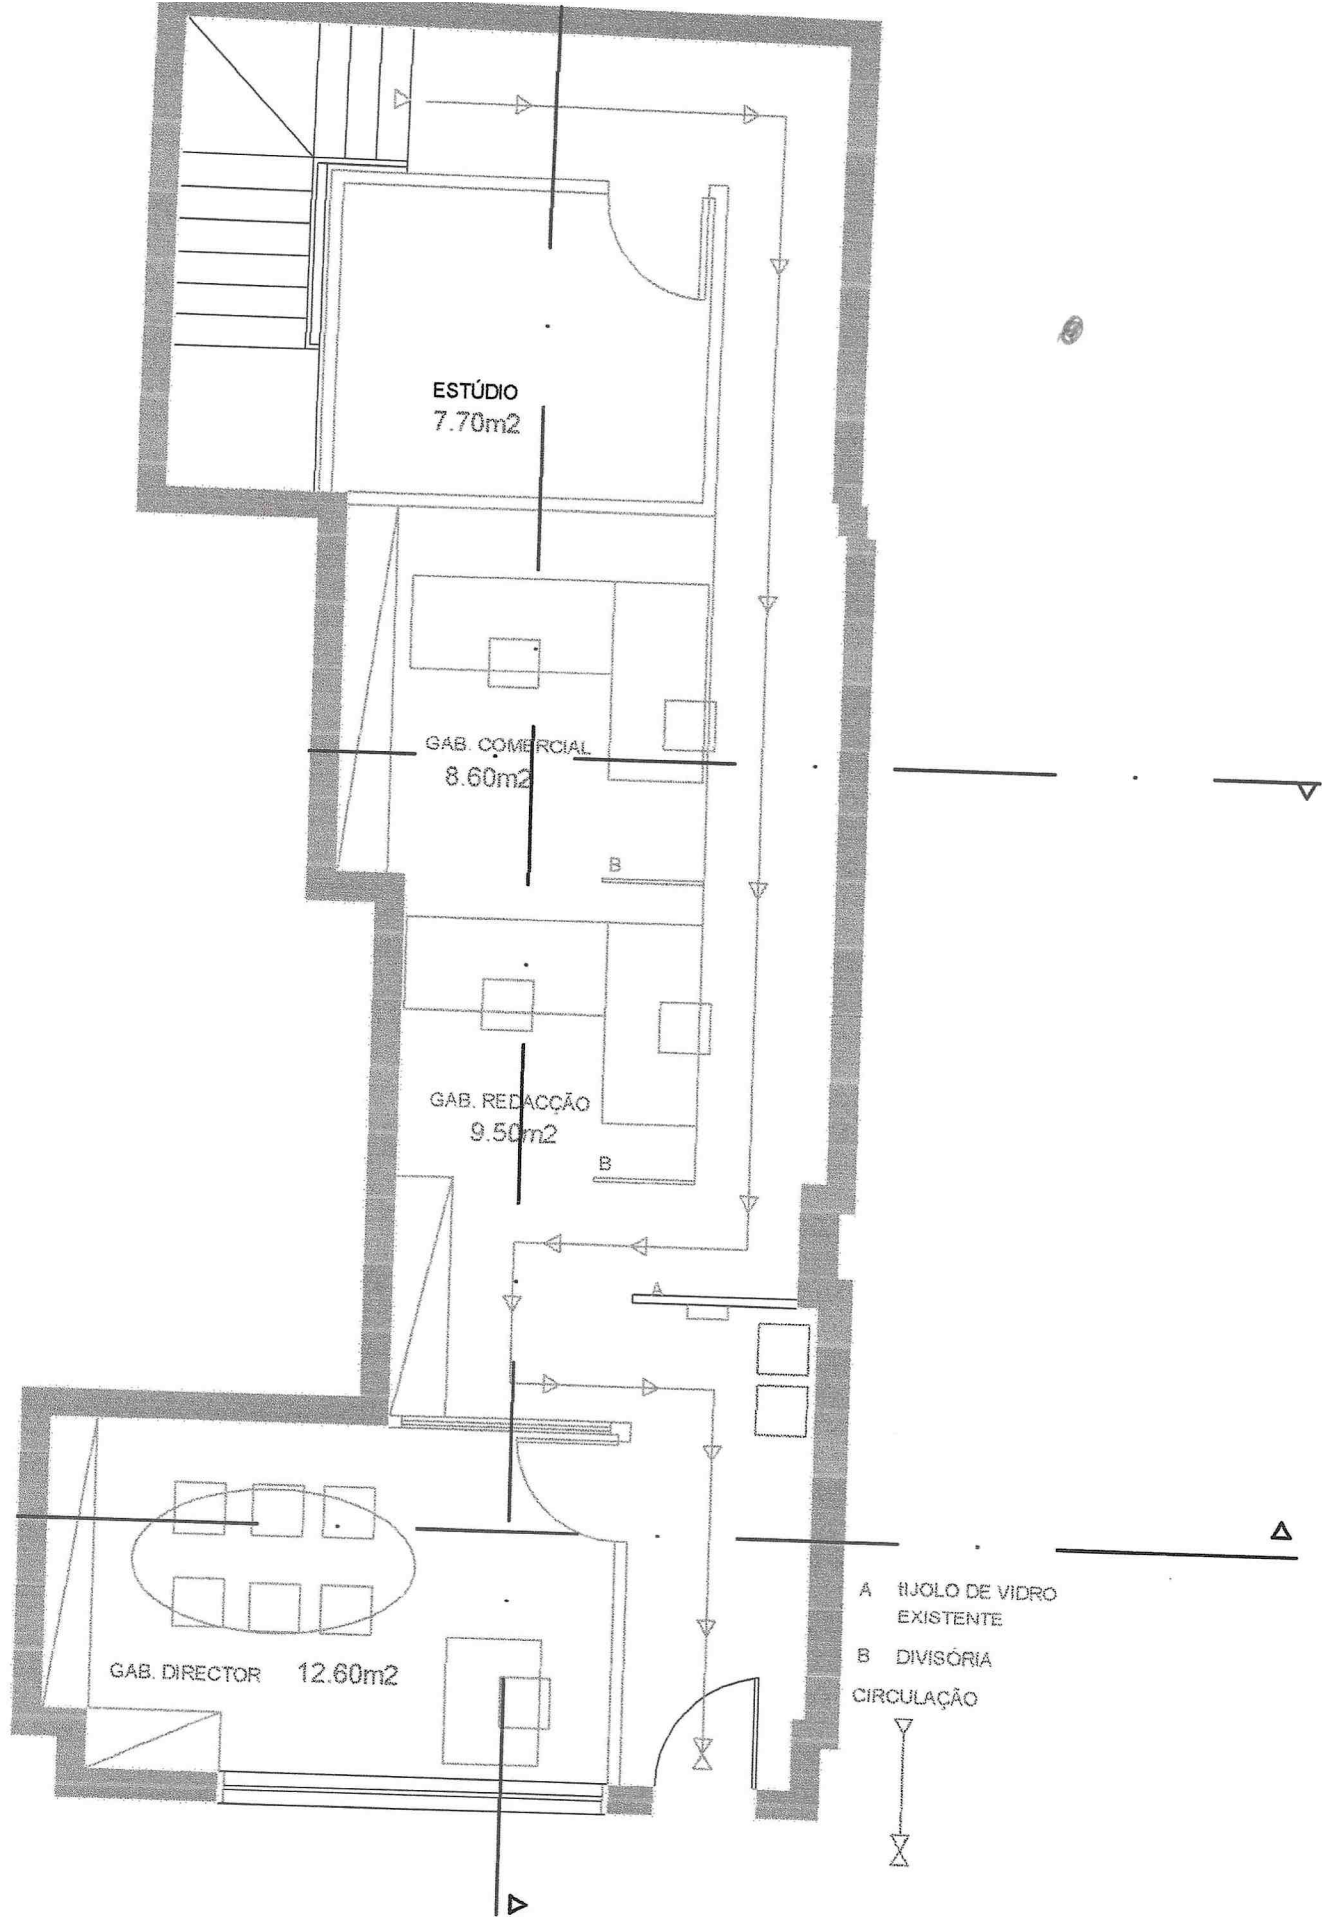 ESTÚDIO
7.70m2
GAB. COMERCIAL
8.60m2
B
GAB. REDACÇÃO
9.50m2
B
A
A TIJOLO DE VIDRO
EXISTENTE
B DIVISÓRIA
CIRCULAÇÃO
GAB. DIRECTOR 12.60m2